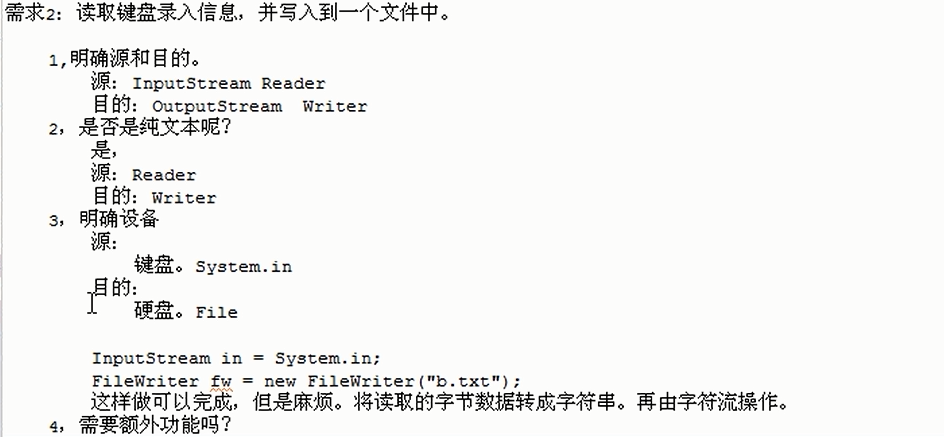 需求2: 读取键盘录入信息，并写入到一个文件中。
1,明确源和目的。
源: InputStream Reader
目的: OutputStream Writer
2，是否是纯文本呢？
是，
源: Reader
目的: Writer
3，明确设备
源:
键盘。System.in
目的:
硬盘。File
InputStream in = System.in;
FileWriter fw = new FileWriter("b.txt");
这样做可以完成，但是麻烦。将读取的字节数据转成字符串。再由字符流操作。
4，需要额外功能吗？